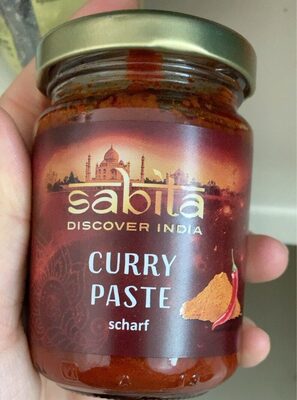 sabita
DISCOVER INDIA
CURRY
PASTE
scharf